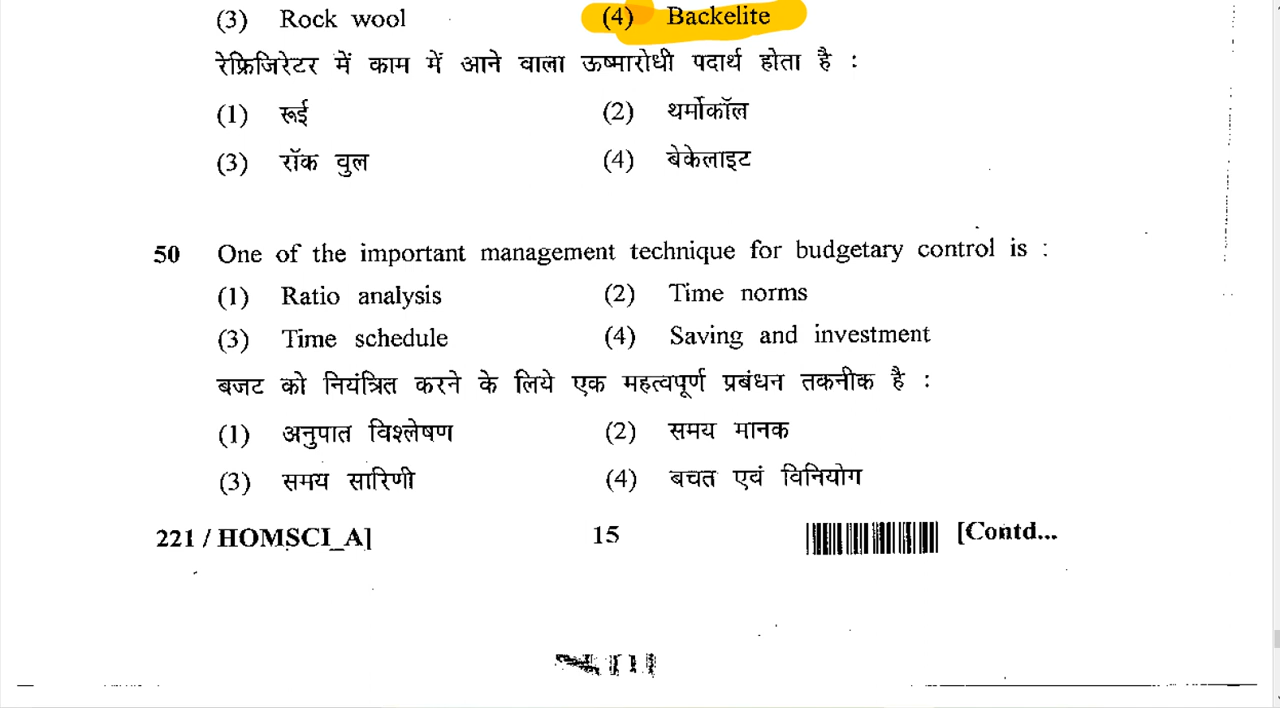 (3) Rock wool (4) Backelite
रेफ्रिजिरेटर में काम में आने वाला ऊष्मारोधी पदार्थ होता है :
(1) रूई (2) थर्मोकॉल
(3) रॉक वुल (4) बेकेलाइट
50 One of the important management technique for budgetary control is :
(1) Ratio analysis (2) Time norms
(3) Time schedule (4) Saving and investment
बजट को नियंत्रित करने के लिये एक महत्वपूर्ण प्रबंधन तकनीक है :
(1) अनुपात विश्लेषण (2) समय मानक
(3) समय सारिणी (4) बचत एवं विनियोग
221 / HOMSCI_A] 15 [Contd...